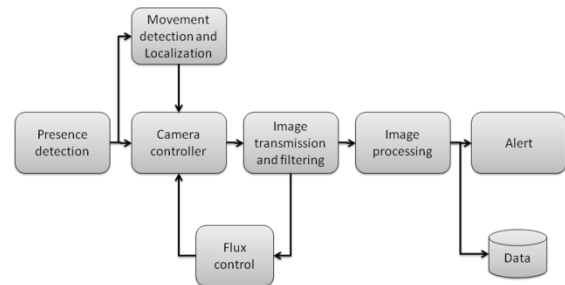 Movement
detection and
Localization
Presence
detection
Camera
controller
Image
transmission
and filtering
Image
processing
Alert
Flux
control
Data